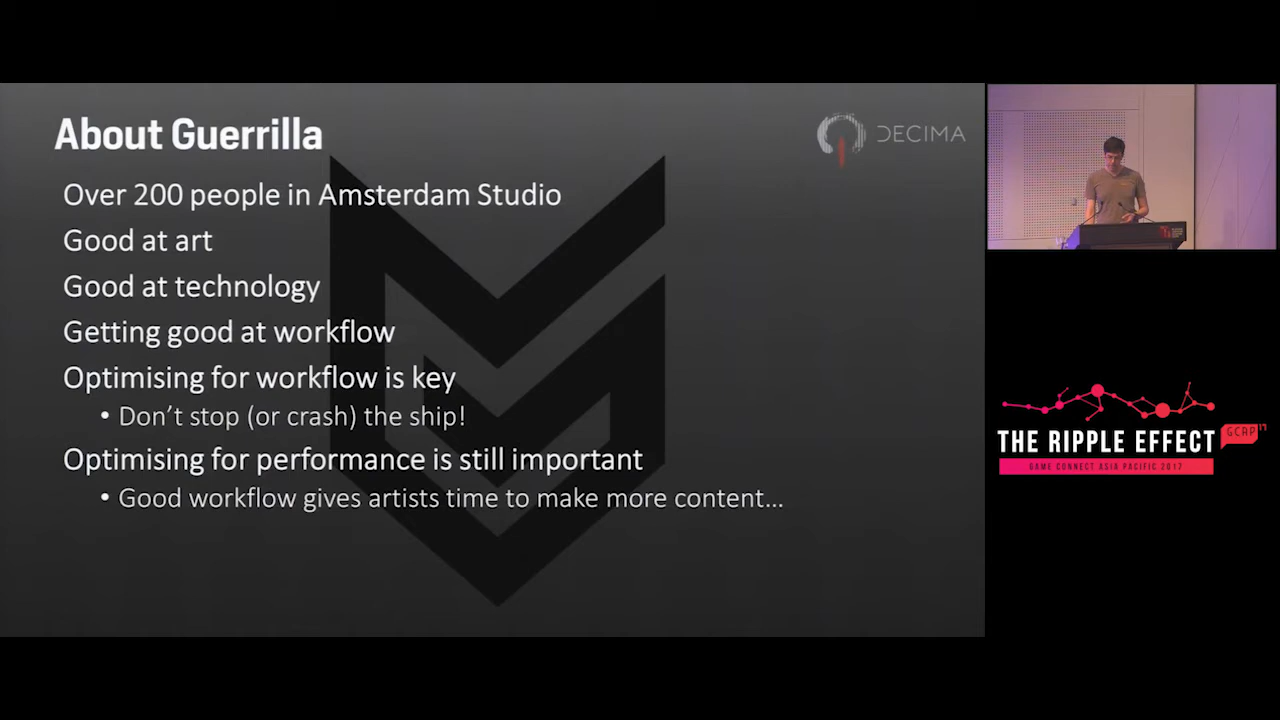 About Guerrilla
DECIMA
Over 200 people in Amsterdam Studio
Good at art
Good at technology
Getting good at workflow
Optimising for workflow is key
• Don’t stop (or crash) the ship!
Optimising for performance is still important
• Good workflow gives artists time to make more content…
THE RIPPLE EFFECT
GCAP'17
GAME CONNECT ASIA PACIFIC 2017